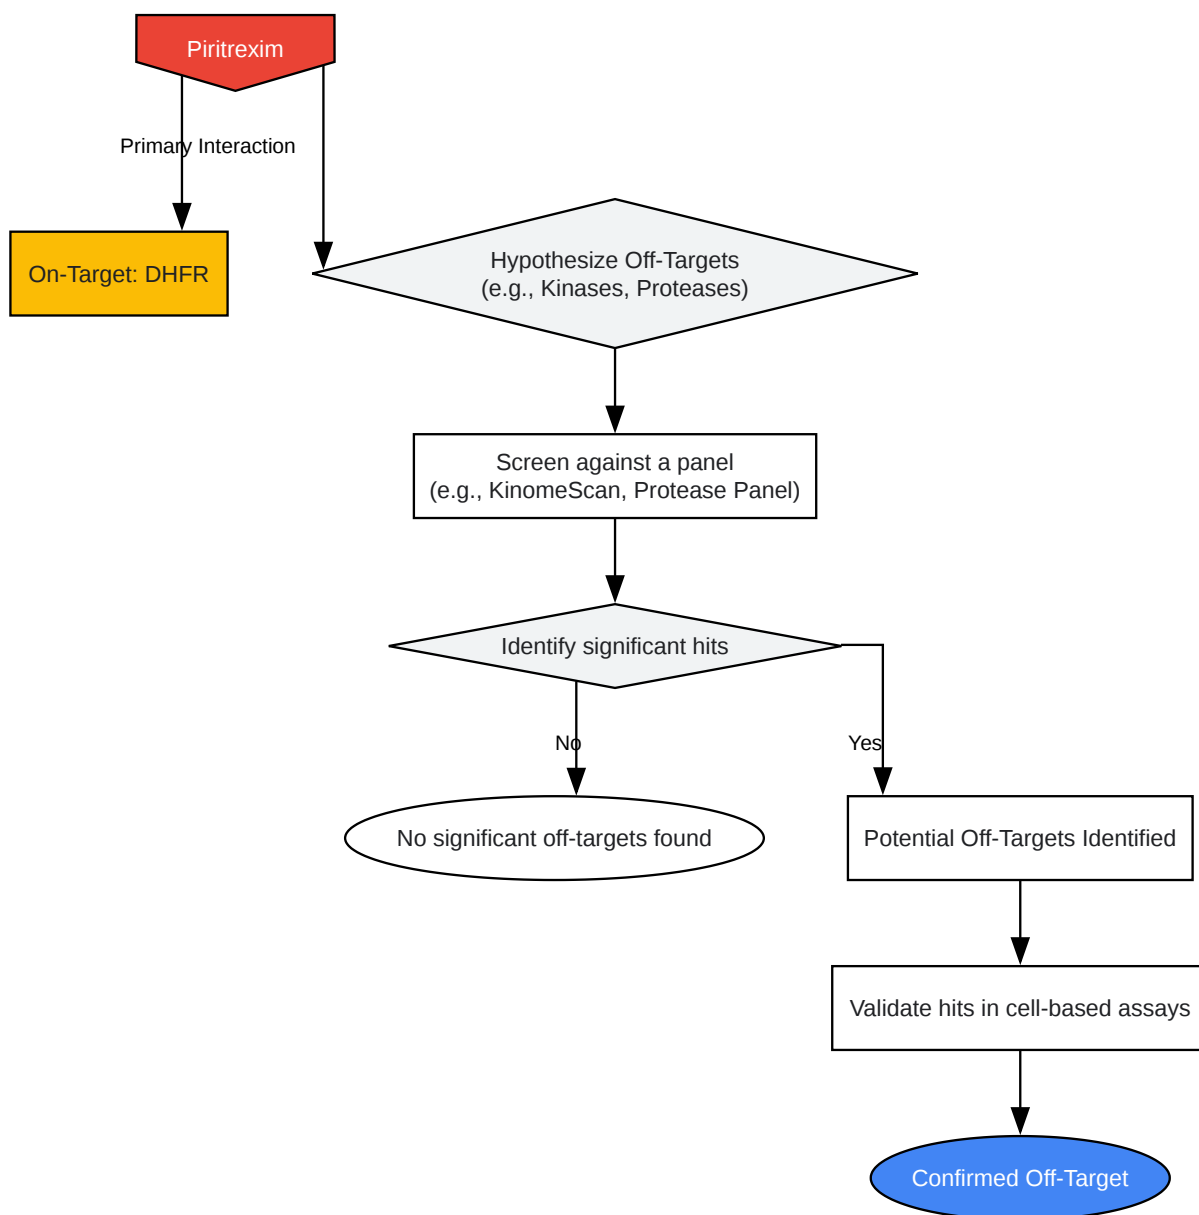 Piritrexim
Primary Interaction
On-Target: DHFR
Hypothesize Off-Targets
(e.g., Kinases, Proteases)
Screen against a panel
(e.g., KinomeScan, Protease Panel)
Identify significant hits
No
Yes
No significant off-targets found
Potential Off-Targets Identified
Validate hits in cell-based assays
Confirmed Off-Target